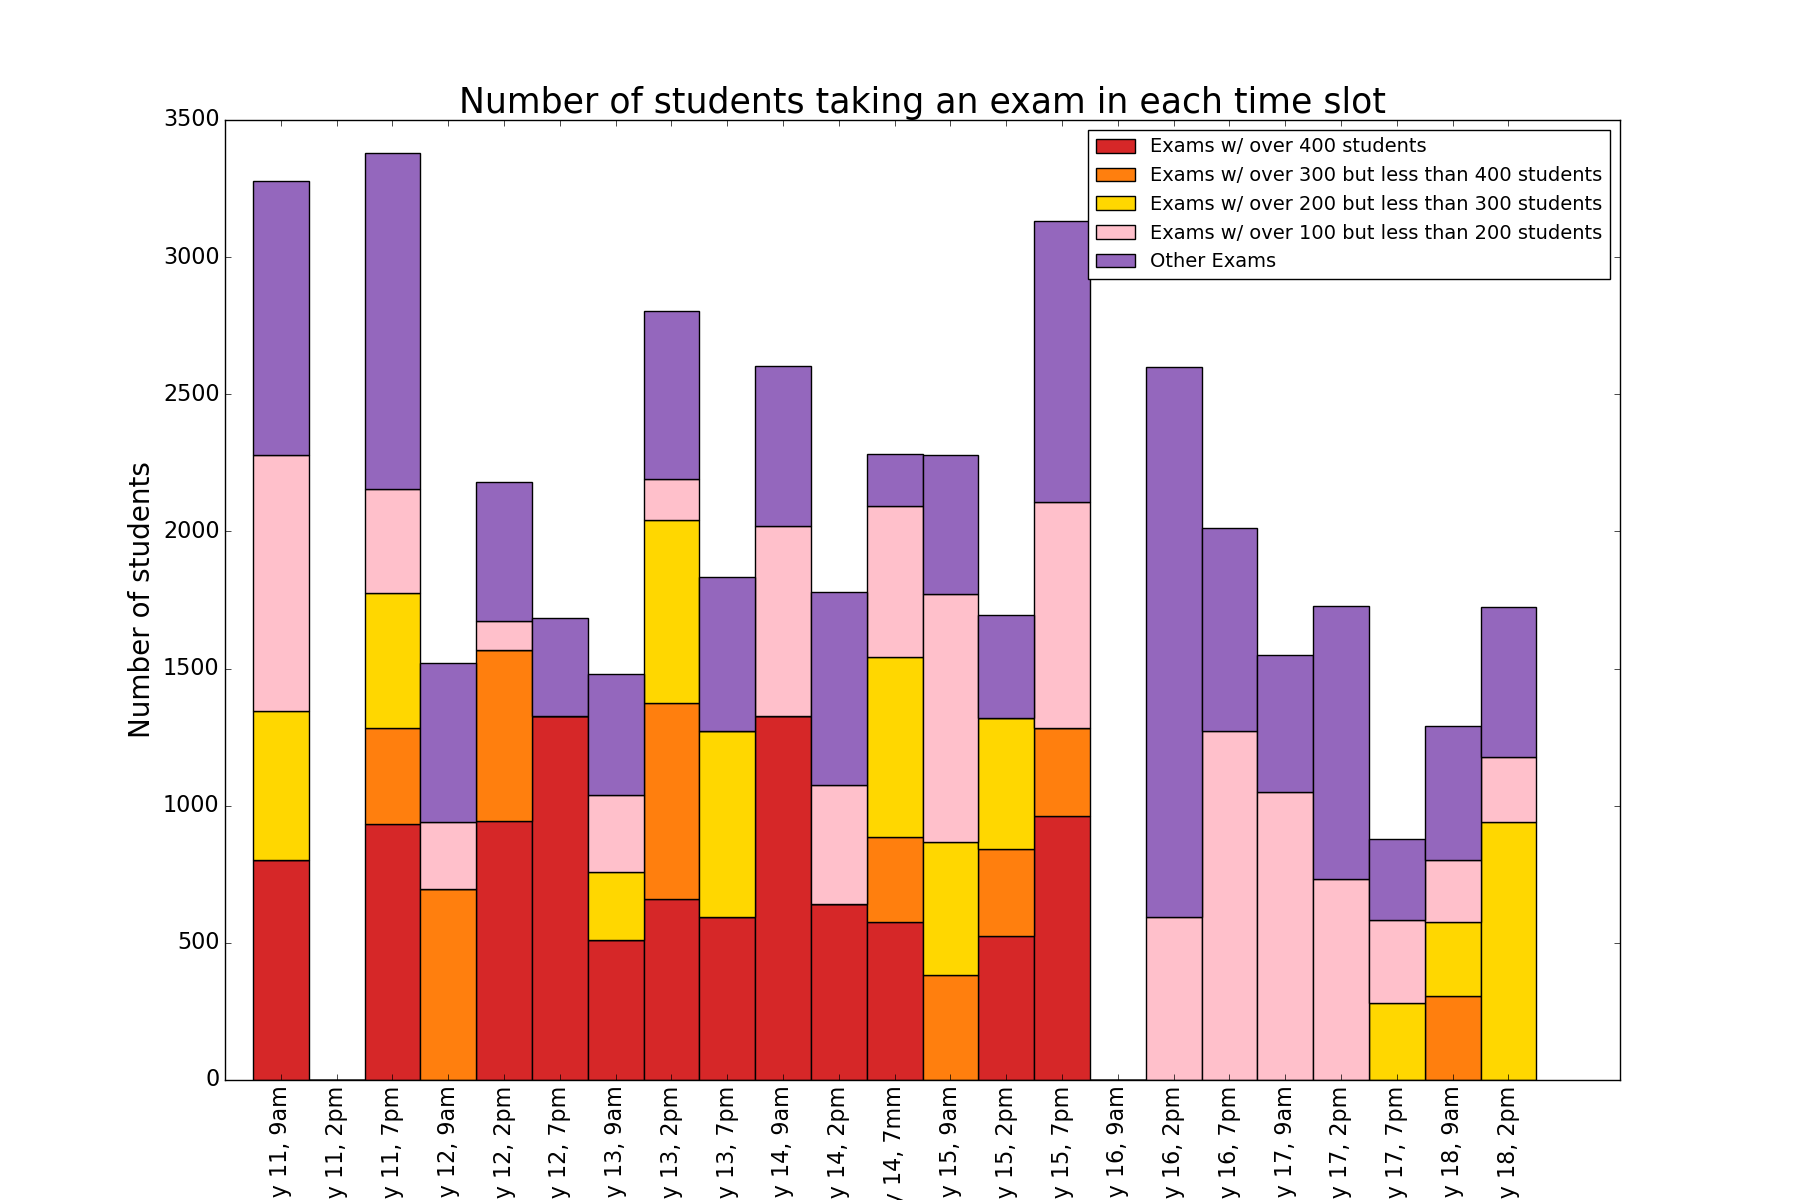 Number of students taking an exam in each time slot
3500
3000
2500
2000
1500
1000
500
0
Number of students
Exams w/ over 400 students
Exams w/ over 300 but less than 400 students
Exams w/ over 200 but less than 300 students
Exams w/ over 100 but less than 200 students
Other Exams
y 11, 9am
y 11, 2pm
y 11, 7pm
y 12, 9am
y 12, 2pm
y 12, 7pm
y 13, 9am
y 13, 2pm
y 13, 7pm
y 14, 9am
y 14, 2pm
y 14, 7mm
y 15, 9am
y 15, 2pm
y 15, 7pm
y 16, 9am
y 16, 2pm
y 16, 7pm
y 17, 9am
y 17, 2pm
y 17, 7pm
y 18, 9am
y 18, 2pm